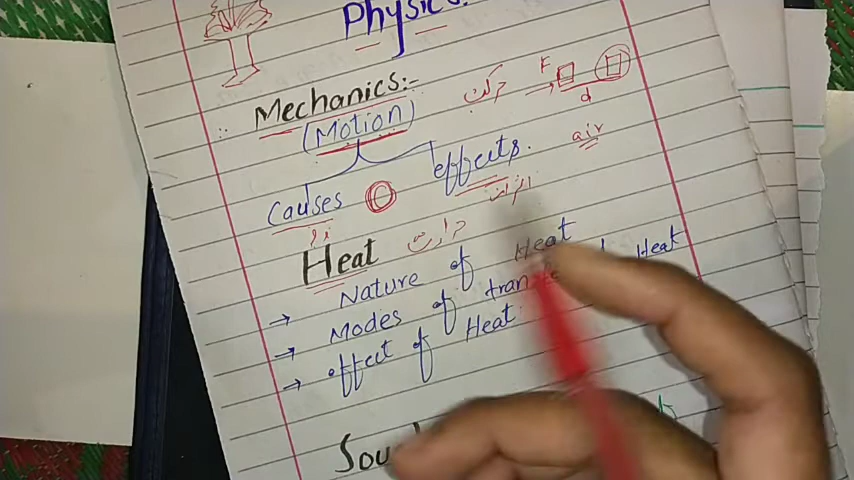 Physics:
Mechanics:- حرکت F d
(Motion)
air
Causes effects. اثرات
Heat حرارت
→ Nature of Heat
→ Modes of Heat
→ effect of Heat